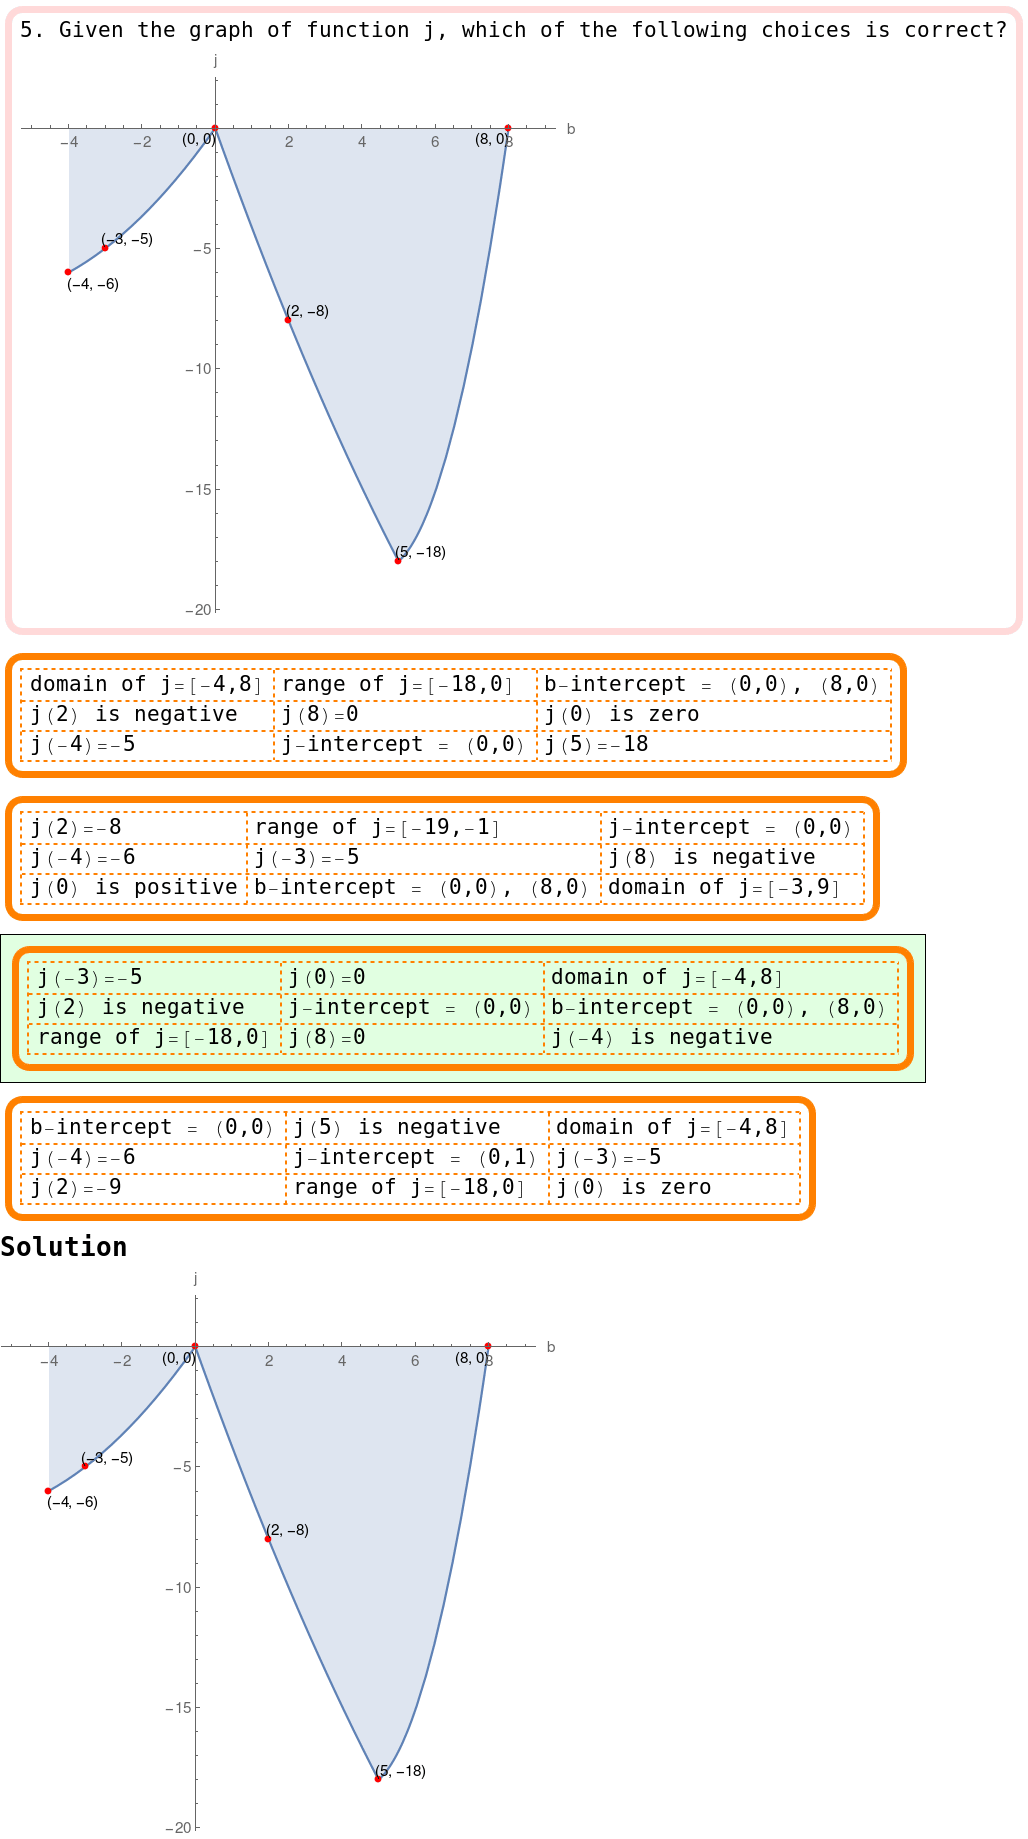 5. Given the graph of function j, which of the following choices is correct?
j
b
(0, 0)
(8, 0)
−4
−2
2
6
8
(−3, −5)
−5
(−4, −6)
(2, −8)
−10
−15
(5, −18)
−20
domain of j=[-4,8] range of j=[-18,0] b-intercept = (0,0), (8,0)
j(2) is negative j(8)=0 j(0) is zero
j(-4)=-5 j-intercept = (0,0) j(5)=-18
j(2)=-8 range of j=[-19,-1] j-intercept = (0,0)
j(-4)=-6 j(-3)=-5 j(8) is negative
j(0) is positive b-intercept = (0,0), (8,0) domain of j=[-3,9]
j(-3)=-5 j(0)=0 domain of j=[-4,8]
j(2) is negative j-intercept = (0,0) b-intercept = (0,0), (8,0)
range of j=[-18,0] j(8)=0 j(-4) is negative
b-intercept = (0,0) j(5) is negative domain of j=[-4,8]
j(-4)=-6 j-intercept = (0,1) j(-3)=-5
j(2)=-9 range of j=[-18,0] j(0) is zero
Solution
j
b
(0, 0)
(8, 0)
−4
−2
2
4
6
8
(−3, −5)
−5
(−4, −6)
(2, −8)
−10
−15
(5, −18)
−20